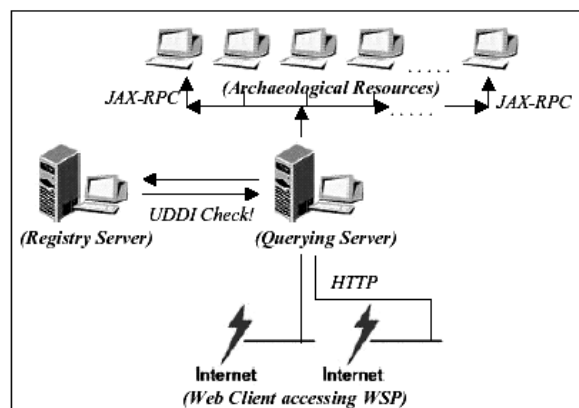 (Archaeological Resources)
JAX-RPC
JAX-RPC
UDDI Check!
(Registry Server)
(Querying Server)
HTTP
Internet
Internet
(Web Client accessing WSP)